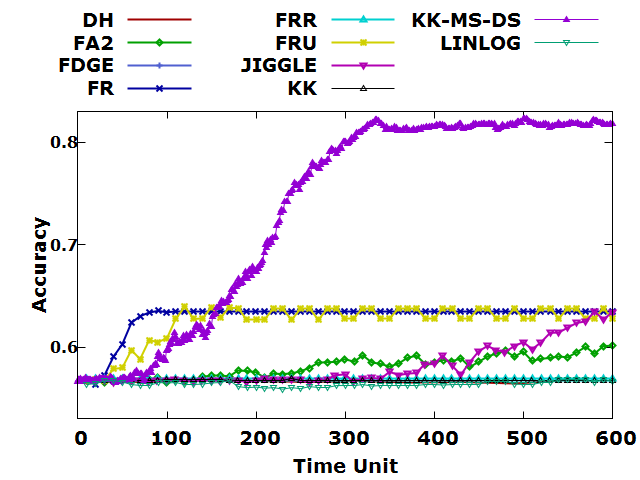 DH
FA2
FDGE
FR
FRR
FRU
JIGGLE
KK
KK-MS-DS
LINLOG
0.8
0.7
0.6
Accuracy
0 100 200 300 400 500 600
Time Unit